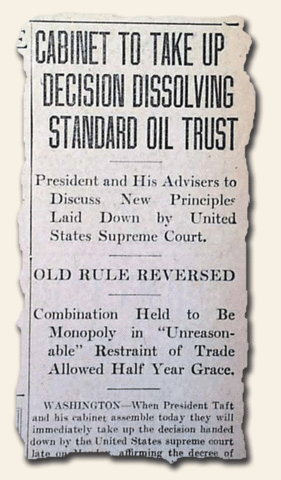 CABINET TO TAKE UP
DECISION DISSOLVING
STANDARD OIL TRUST
President and His Advisers to
Discuss New Principles
Laid Down by United
States Supreme Court.
OLD RULE REVERSED
Combination Held to Be
Monopoly in "Unreason-
able" Restraint of Trade
Allowed Half Year Grace.
WASHINGTON—When President Taft
and his cabinet assemble today they will
immediately take up the decision handed
down by the United States supreme court
late on Monday, affirming the decree of